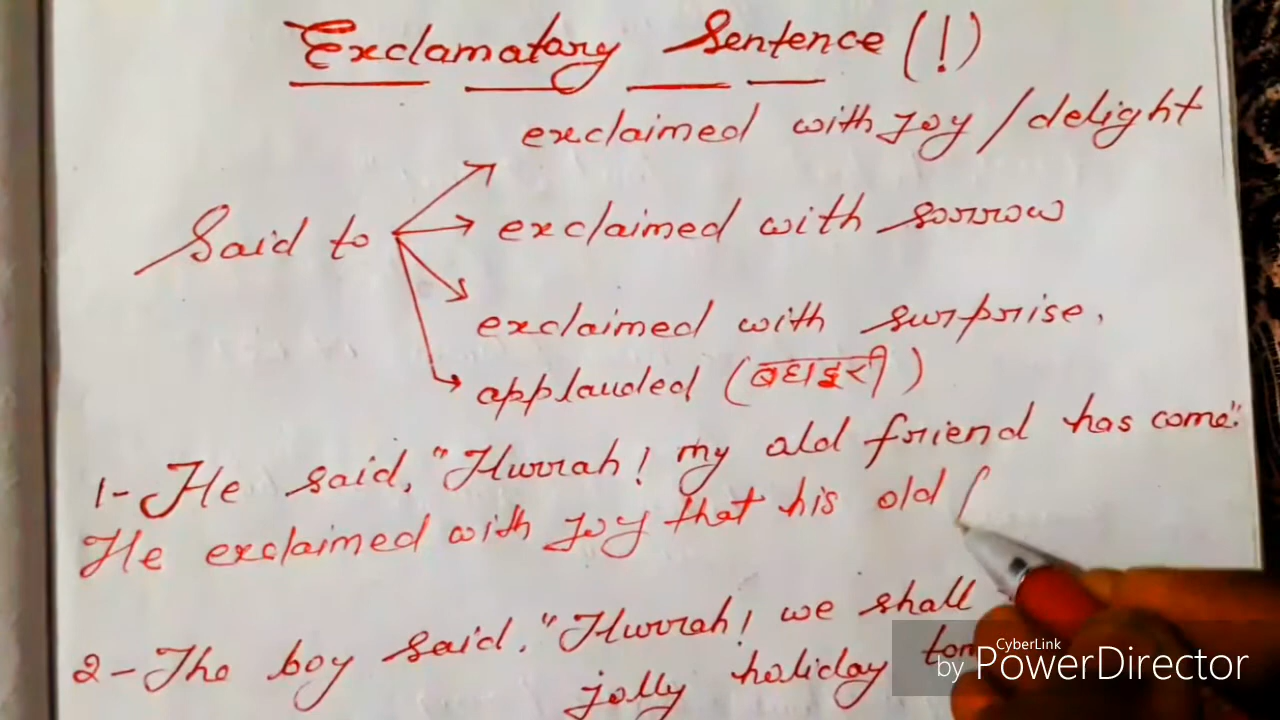 Exclamatary Sentence (!)
exclaimed with joy / delight
Said to
exclaimed with sorrow
exclaimed with surprise.
applauded (बधाइरी)
1- He said, "Hurrah! my old friend has come".
He exclaimed with joy that his old
2- The boy said, "Hurrah! we shall
jolly holiday
CyberLink
by PowerDirector